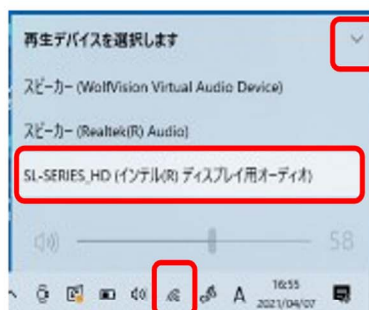 再生デバイスを選択します
スピーカー (WolfVision Virtual Audio Device)
スピーカー (Realtek(R) Audio)
SL-SERIES_HD (インテル(R) ディスプレイ用オーディオ)
58
A
16:55
2021/04/07